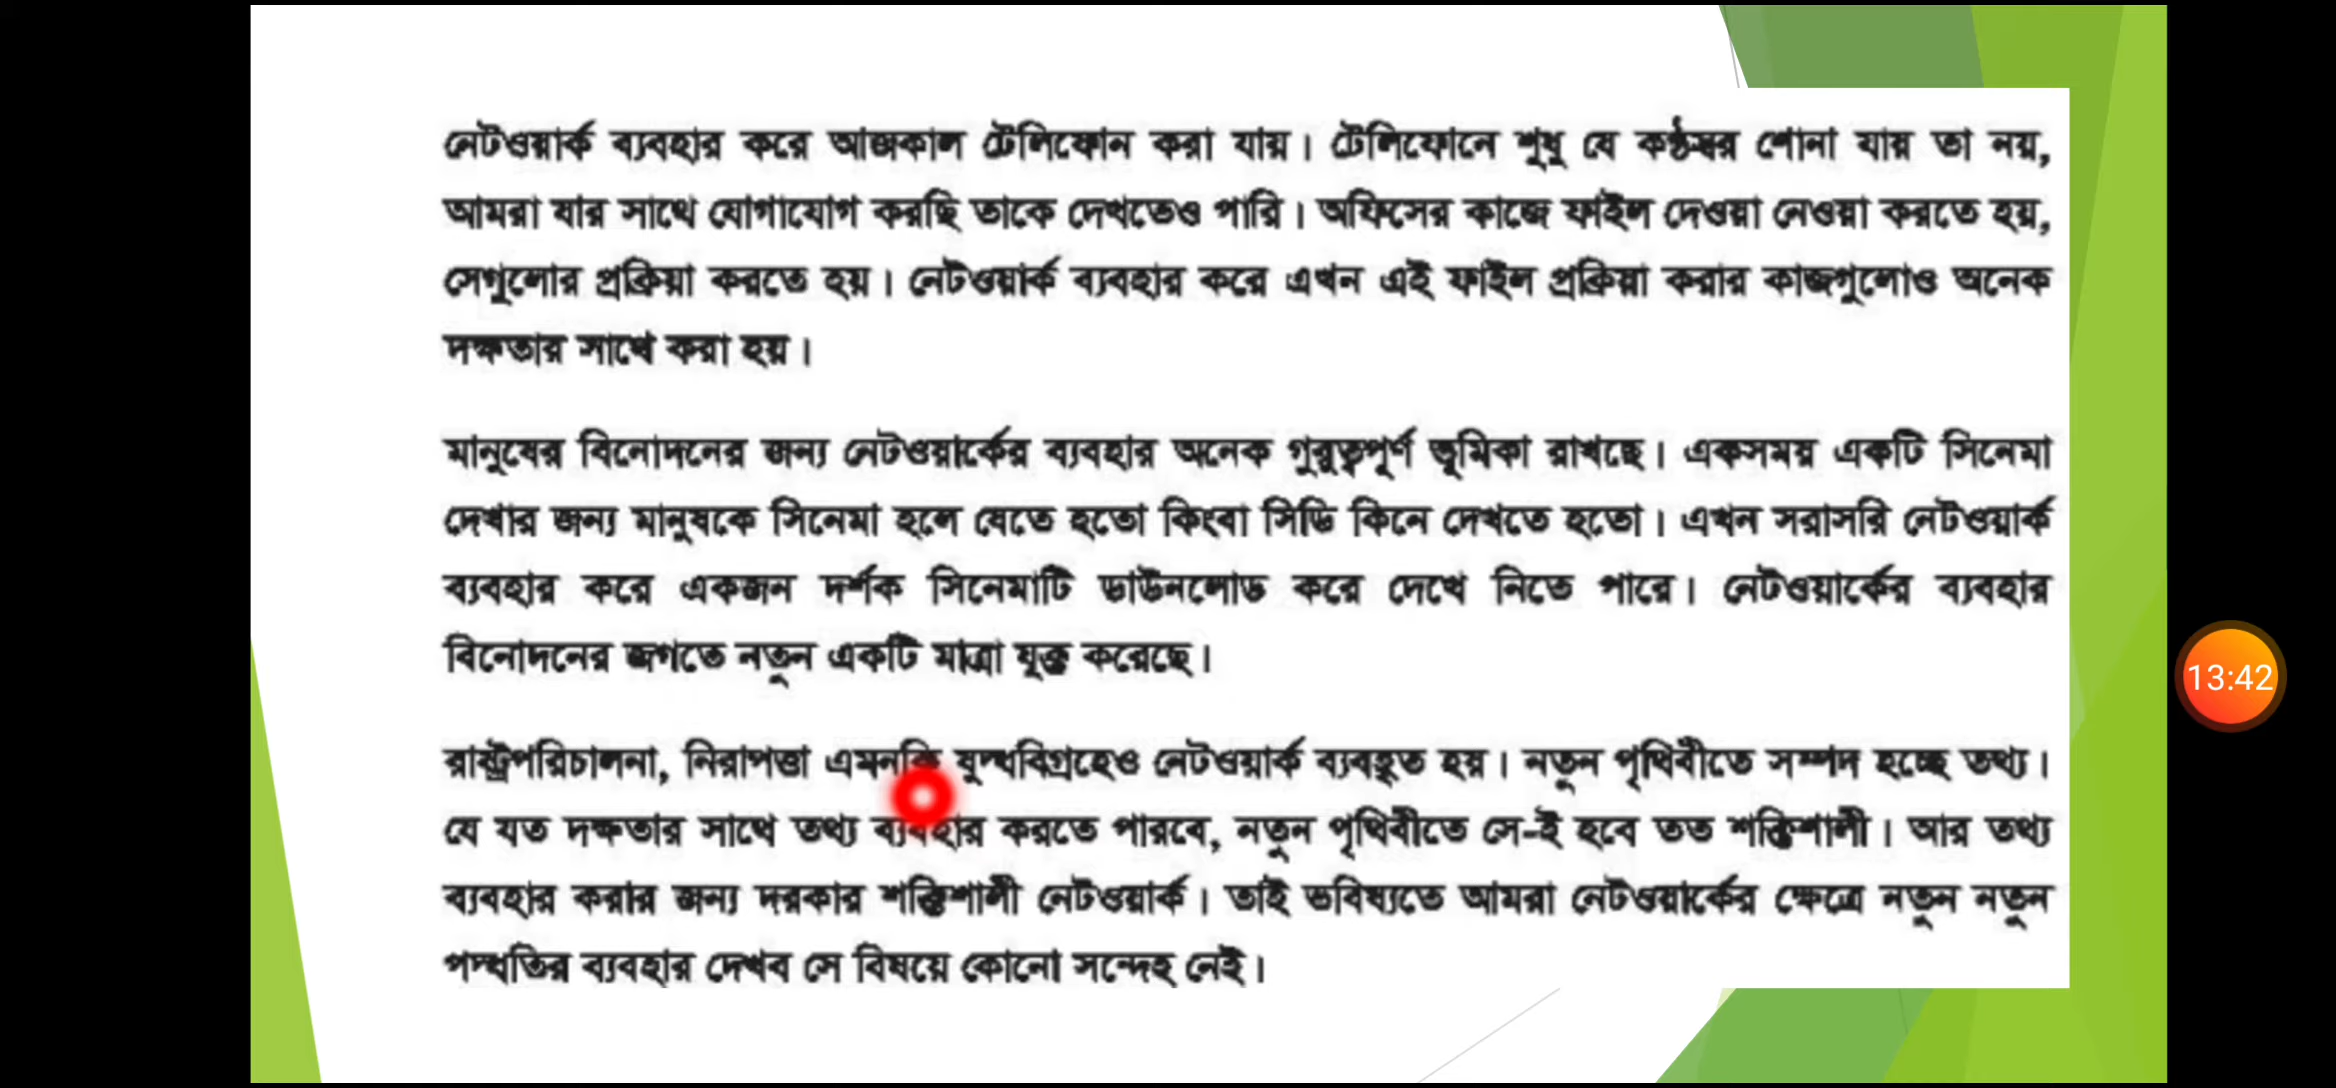 নেটওয়ার্ক ব্যবহার করে আজকাল টেলিফোন করা যায়। টেলিফোনে শুধু যে কণ্ঠস্বর শোনা যায় তা নয়,
আমরা যার সাথে যোগাযোগ করছি তাকে দেখতেও পারি। অফিসের কাজে ফাইল দেওয়া নেওয়া করতে হয়,
সেগুলোর প্রক্রিয়া করতে হয়। নেটওয়ার্ক ব্যবহার করে এখন এই ফাইল প্রক্রিয়া করার কাজগুলোও অনেক
দক্ষতার সাথে করা হয়।
মানুষের বিনোদনের জন্য নেটওয়ার্কের ব্যবহার অনেক গুরুত্বপূর্ণ ভূমিকা রাখছে। একসময় একটি সিনেমা
দেখার জন্য মানুষকে সিনেমা হলে যেতে হতো কিংবা সিডি কিনে দেখতে হতো। এখন সরাসরি নেটওয়ার্ক
ব্যবহার করে একজন দর্শক সিনেমাটি ডাউনলোড করে দেখে নিতে পারে। নেটওয়ার্কের ব্যবহার
বিনোদনের জগতে নতুন একটি মাত্রা যুক্ত করেছে।
রাষ্ট্রপরিচালনা, নিরাপত্তা এমনকি যুদ্ধবিগ্রহেও নেটওয়ার্ক ব্যবহৃত হয়। নতুন পৃথিবীতে সম্পদ হচ্ছে তথ্য।
যে যত দক্ষতার সাথে তথ্য ব্যবহার করতে পারবে, নতুন পৃথিবীতে সে-ই হবে তত শক্তিশালী। আর তথ্য
ব্যবহার করার জন্য দরকার শক্তিশালী নেটওয়ার্ক। তাই ভবিষ্যতে আমরা নেটওয়ার্কের ক্ষেত্রে নতুন নতুন
পদ্ধতির ব্যবহার দেখব সে বিষয়ে কোনো সন্দেহ নেই।
13:42